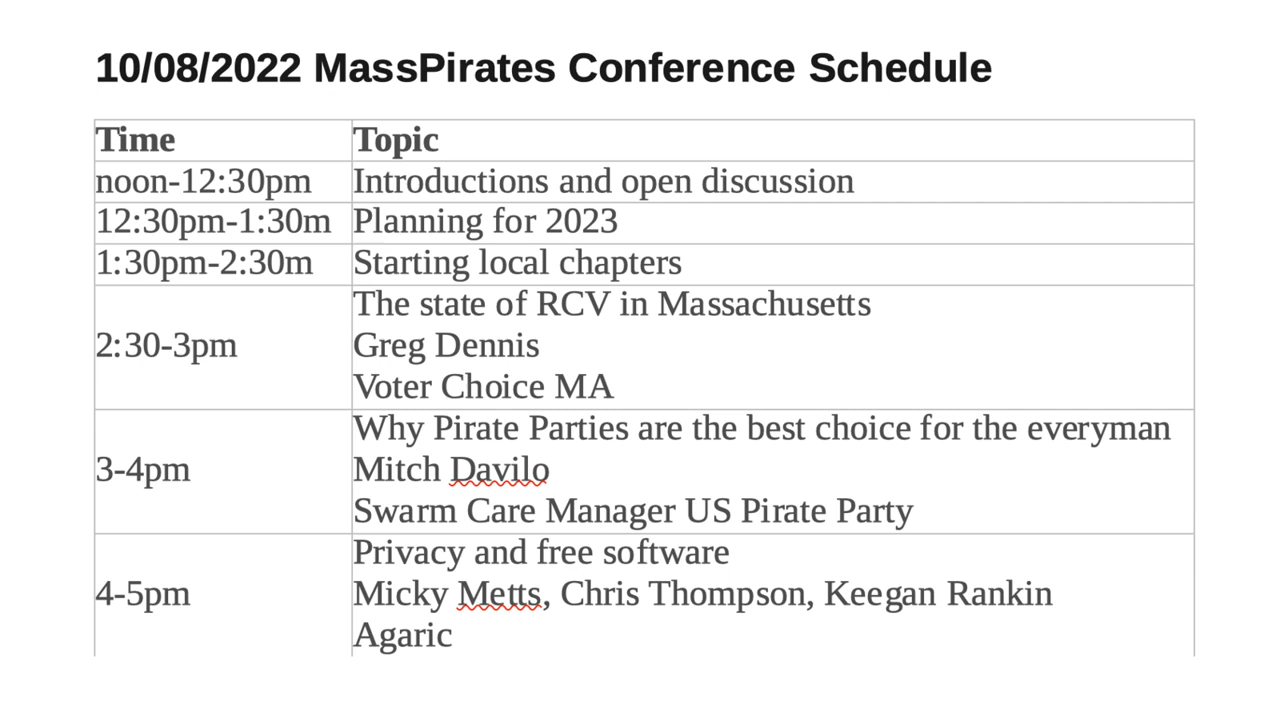 10/08/2022 MassPirates Conference Schedule
Time Topic
noon-12:30pm Introductions and open discussion
12:30pm-1:30m Planning for 2023
1:30pm-2:30m Starting local chapters
The state of RCV in Massachusetts
2:30-3pm Greg Dennis
Voter Choice MA
Why Pirate Parties are the best choice for the everyman
3-4pm Mitch Davilo
Swarm Care Manager US Pirate Party
Privacy and free software
4-5pm Micky Metts, Chris Thompson, Keegan Rankin
Agaric